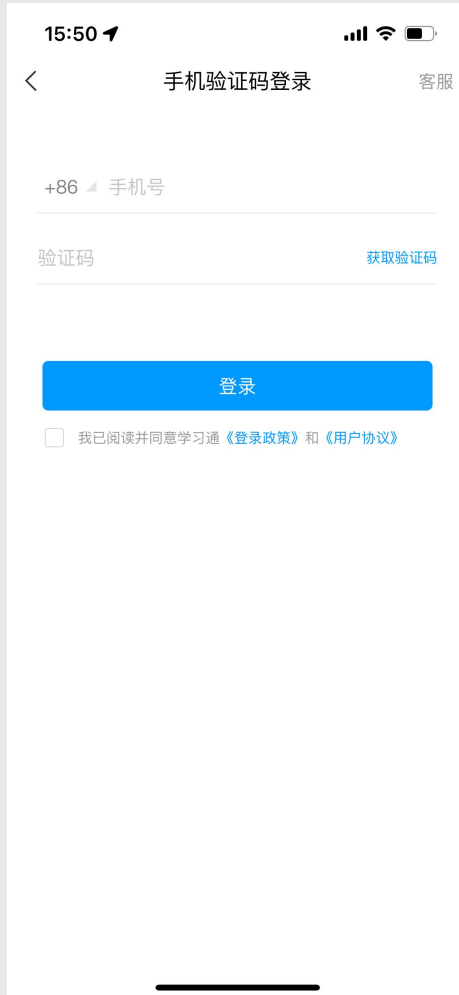 15:50
手机验证码登录 客服
+86 手机号
验证码 获取验证码
登录
我已阅读并同意学习通《登录政策》和《用户协议》